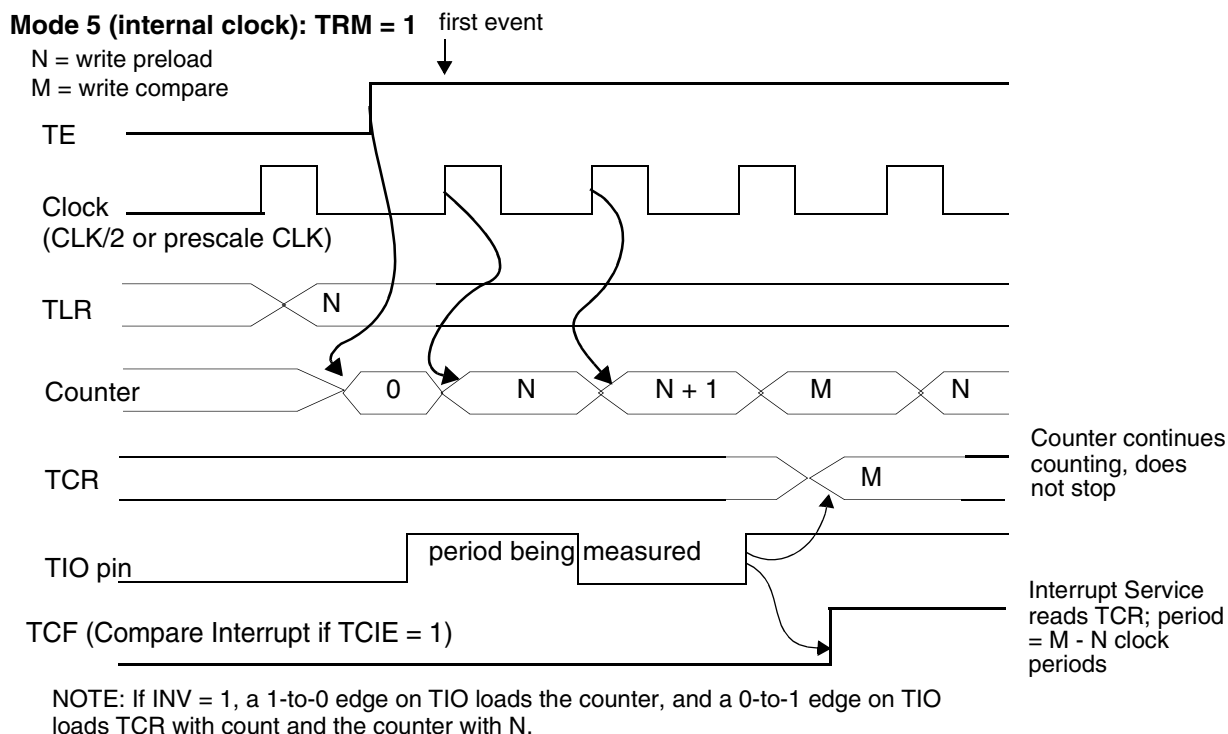 Mode 5 (internal clock): TRM = 1
first event
N = write preload
M = write compare
TE
Clock
(CLK/2 or prescale CLK)
TLR
N
Counter
0
N
N + 1
M
N
TCR
M
Counter continues
counting, does
not stop
TIO pin
period being measured
TCF (Compare Interrupt if TCIE = 1)
Interrupt Service
reads TCR; period
= M - N clock
periods
NOTE: If INV = 1, a 1-to-0 edge on TIO loads the counter, and a 0-to-1 edge on TIO
loads TCR with count and the counter with N.